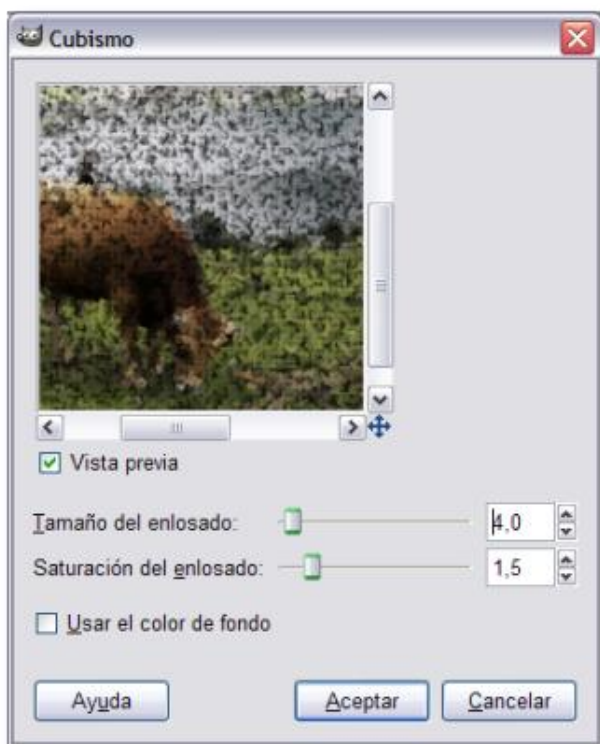 Cubismo
Vista previa
Tamaño del enlosado: 4,0
Saturación del enlosado: 1,5
Usar el color de fondo
Ayuda Aceptar Cancelar